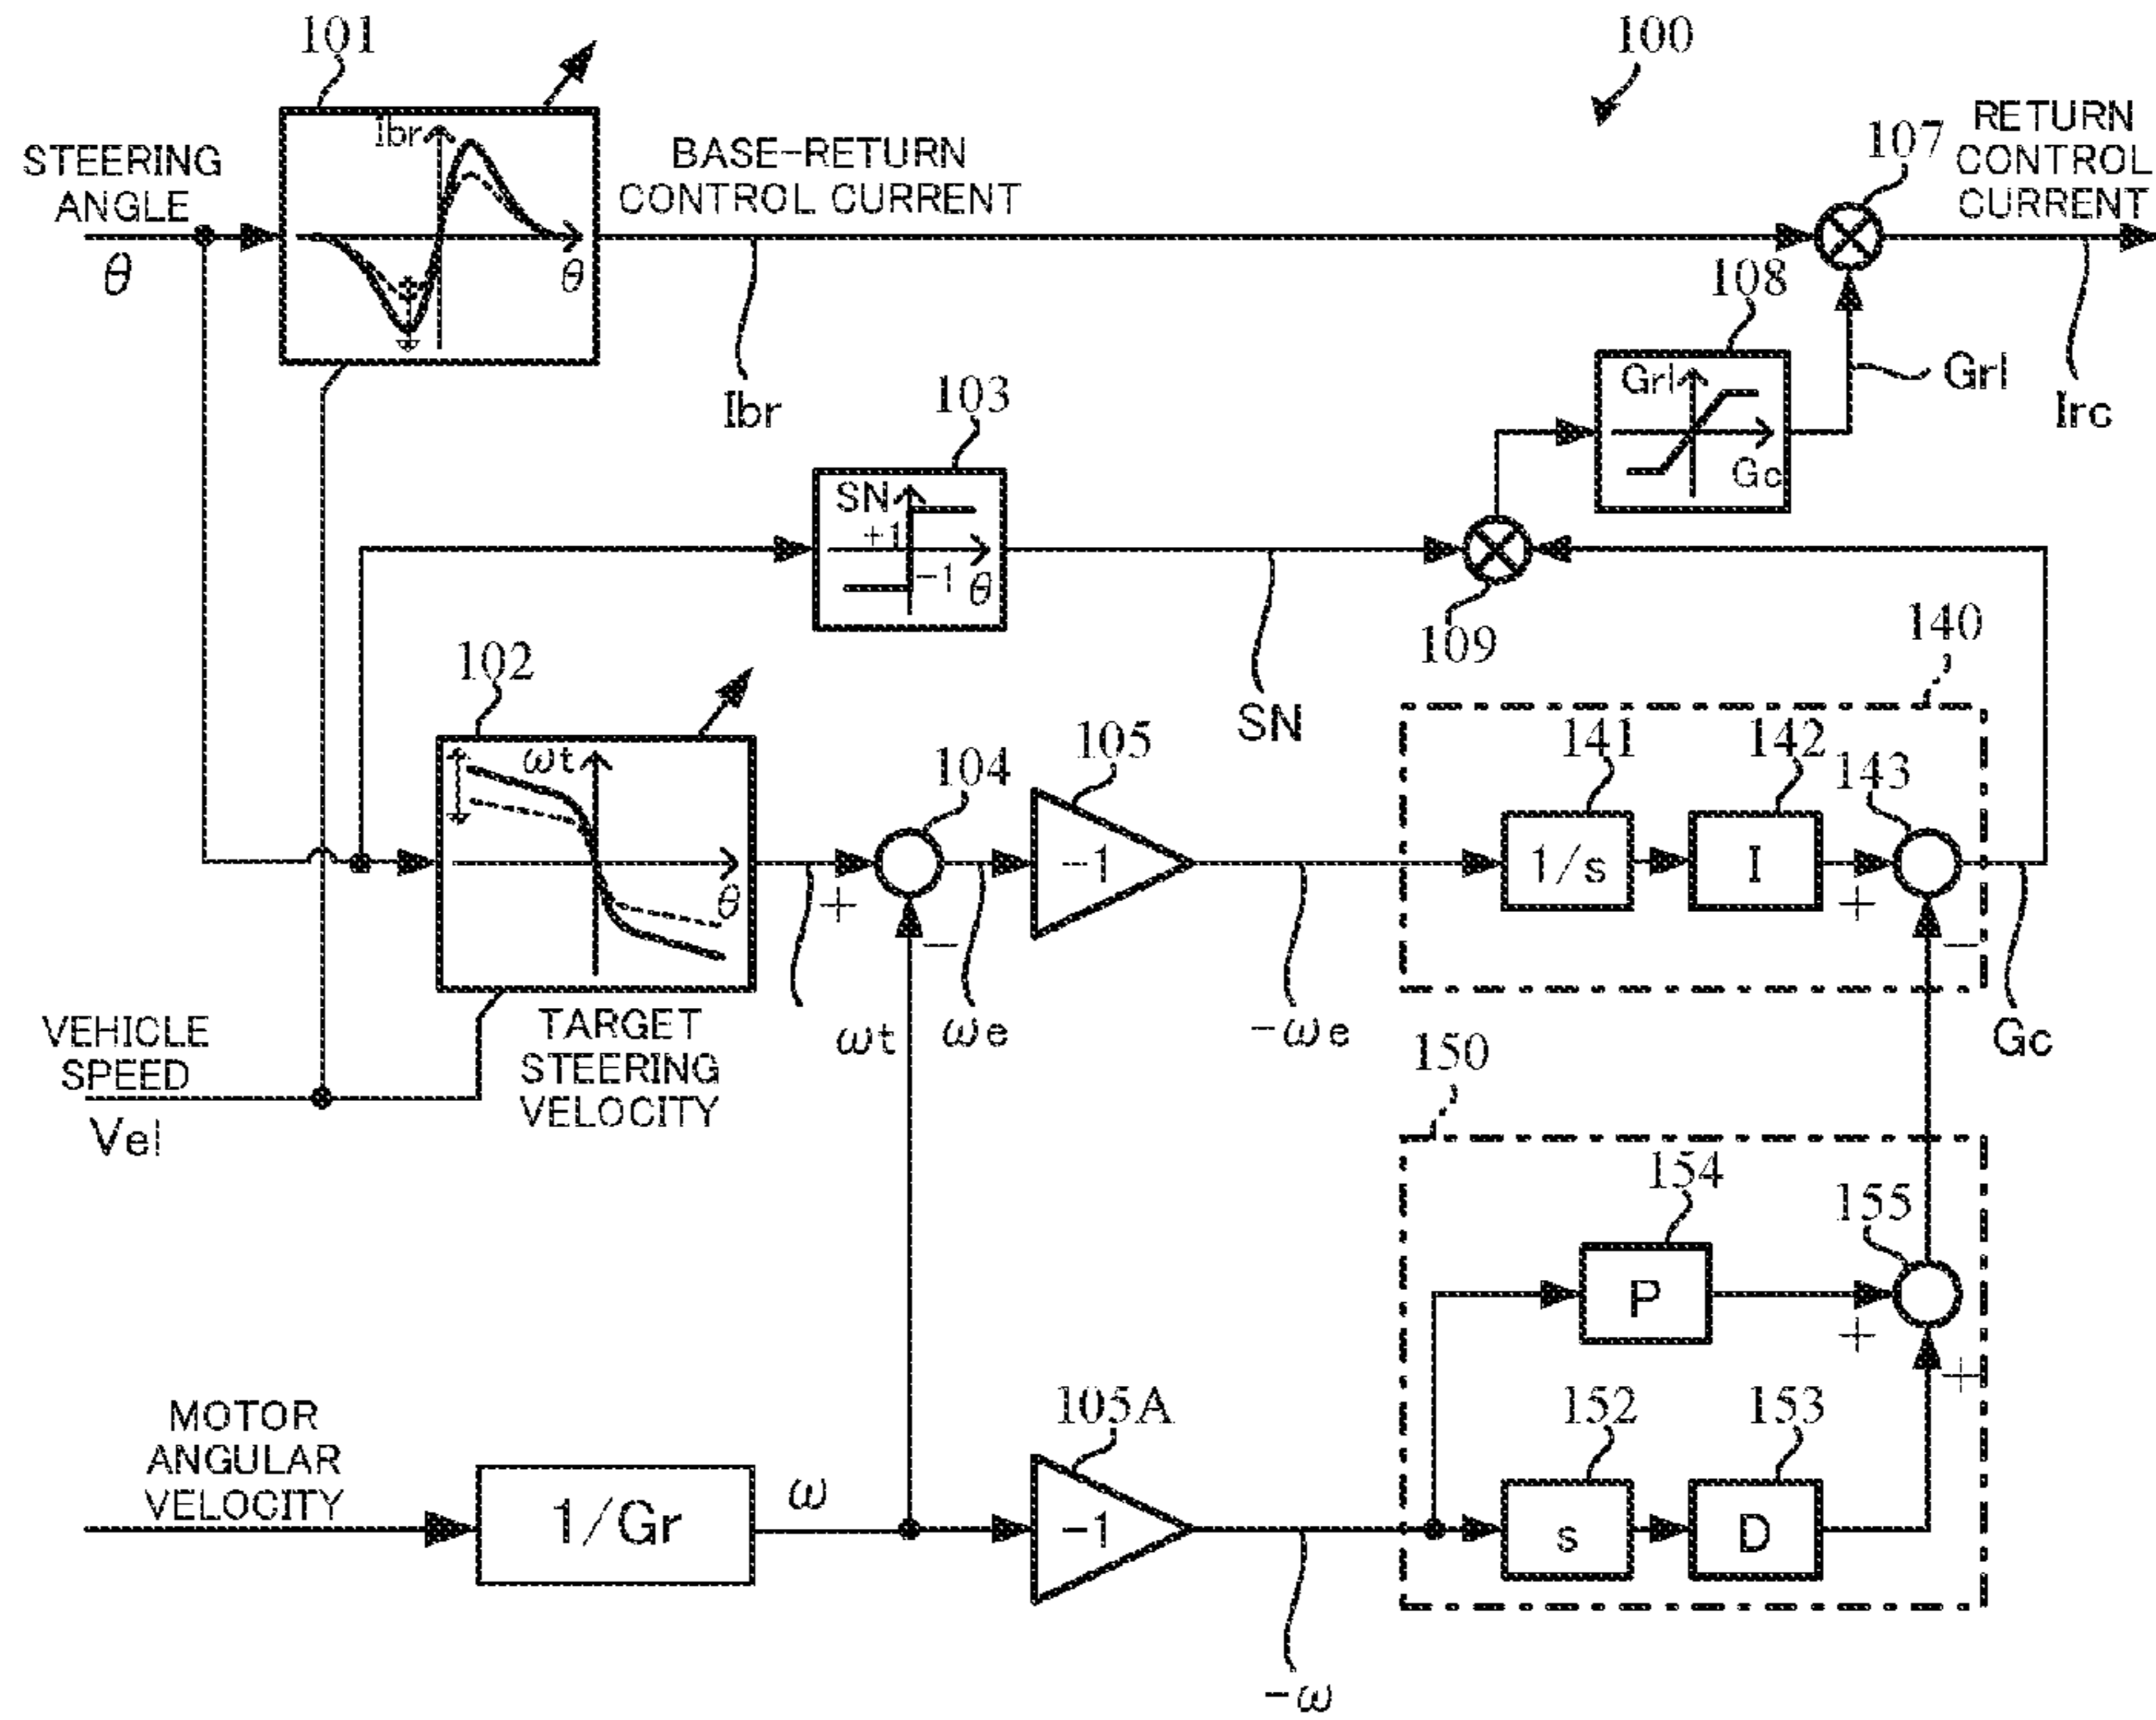 101
100
Ibr
θ
STEERING
ANGLE
θ
BASE-RETURN
CONTROL CURRENT
107
RETURN
CONTROL
CURRENT
108
Grl
Gc
Grl
Irc
Ibr
103
SN
+1
-1
θ
109
SN
102
ωt
θ
104
105
-1
140
141
142
143
1/s
I
+
-
+
-
ωt
ωe
-ωe
Gc
VEHICLE
SPEED
Vel
TARGET
STEERING
VELOCITY
150
154
155
P
+
+
MOTOR
ANGULAR
VELOCITY
1/Gr
ω
105A
-1
152
153
s
D
-ω